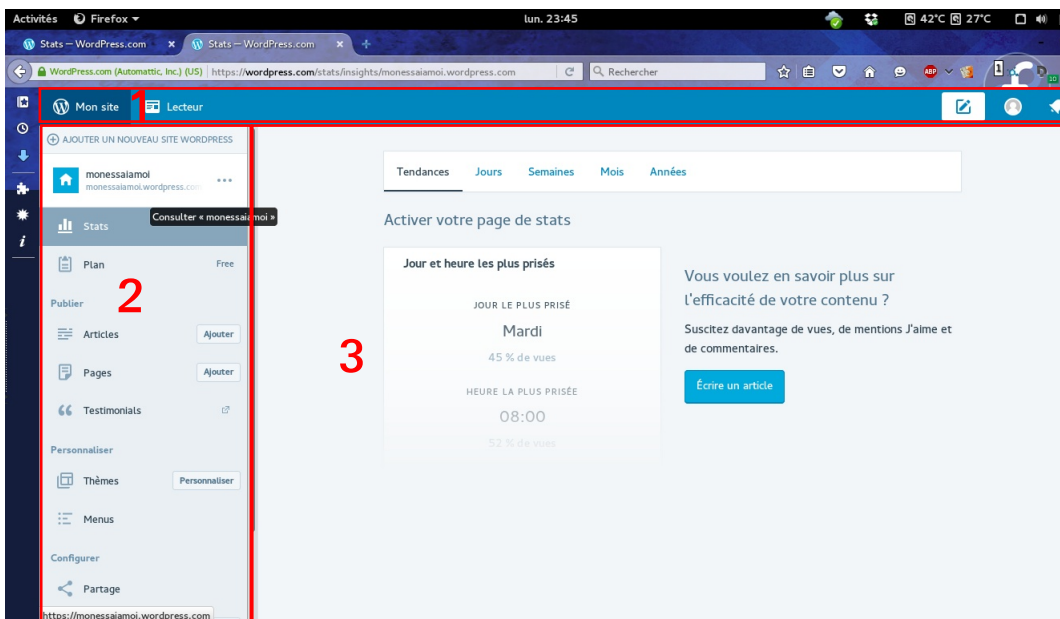 Activités Firefox lun. 23:45 42°C 27°C
Stats — WordPress.com × Stats — WordPress.com × +
WordPress.com (Automattic, Inc.) (US) https://wordpress.com/stats/insights/monessaiamoi.wordpress.com Rechercher ABP 1
Mon site 1 Lecteur
AJOUTER UN NOUVEAU SITE WORDPRESS
monessaiamoi
monessaiamoi.wordpress.com
Consulter « monessaiamoi »
Stats
Plan Free
2
Publier
Articles Ajouter
Pages Ajouter
Testimonials
Personnaliser
Thèmes Personnaliser
Menus
Configurer
Partage
https://monessaiamoi.wordpress.com
Tendances Jours Semaines Mois Années
Activer votre page de stats
3
Jour et heure les plus prisés
JOUR LE PLUS PRISÉ
Mardi
45 % de vues
HEURE LA PLUS PRISÉE
08:00
52 % de vues
Vous voulez en savoir plus sur
l'efficacité de votre contenu ?
Suscitez davantage de vues, de mentions J'aime et
de commentaires.
Écrire un article